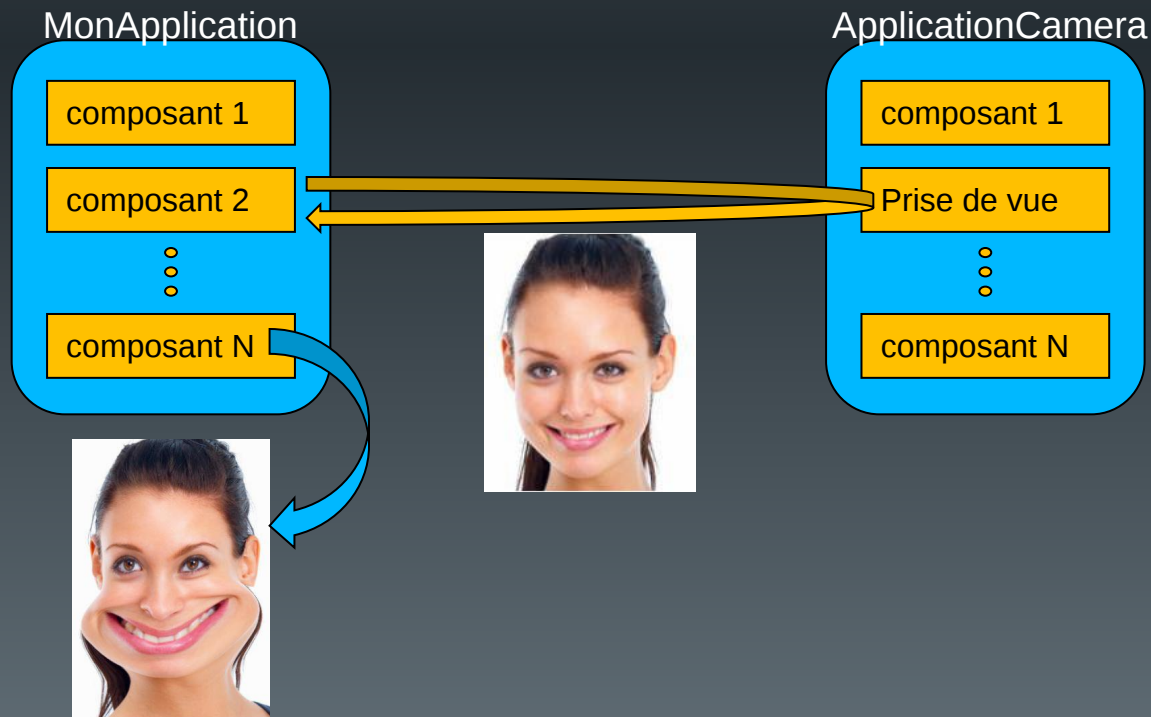 MonApplication
composant 1
composant 2
composant N
ApplicationCamera
composant 1
Prise de vue
composant N